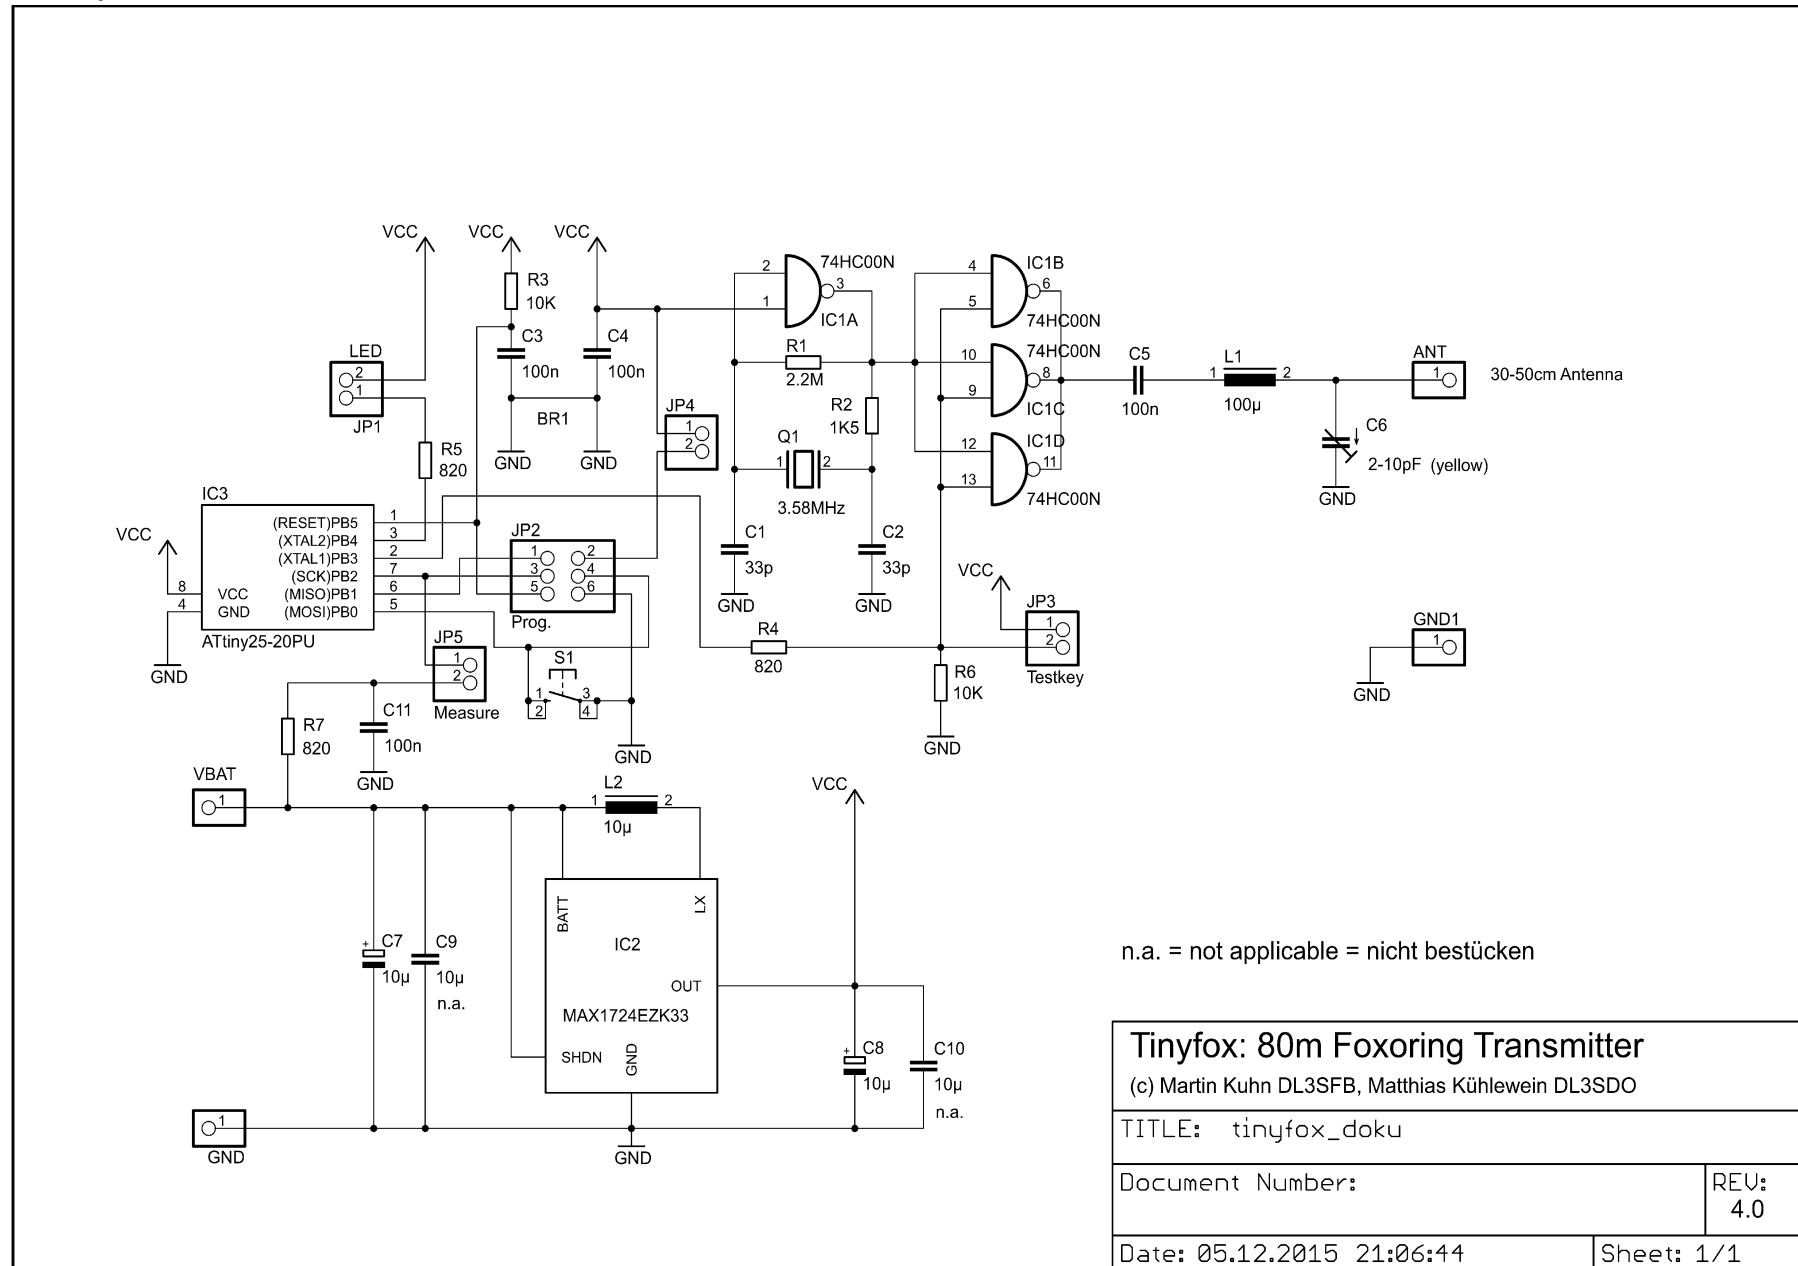 VCC
VCC
VCC
R3
10K
C3
100n
C4
100n
BR1
GND
GND
LED
2
1
JP1
R5
820
JP4
1
2
2
1
3
74HC00N
IC1A
R1
2.2M
R2
1K5
Q1
1
2
3.58MHz
C1
33p
GND
C2
33p
GND
4
5
6
IC1B
74HC00N
10
9
8
74HC00N
IC1C
12
13
11
IC1D
74HC00N
C5
100n
L1
1
2
100µ
ANT
1
30-50cm Antenna
C6
2-10pF (yellow)
GND
IC3
VCC
8
4
VCC
GND
(RESET)PB5
(XTAL2)PB4
(XTAL1)PB3
(SCK)PB2
(MISO)PB1
(MOSI)PB0
1
3
2
7
6
5
ATtiny25-20PU
GND
JP2
1
2
3
4
5
6
Prog.
JP5
1
2
Measure
S1
1
2
3
4
GND
R4
820
R6
10K
GND
VCC
JP3
1
2
Testkey
GND1
1
GND
R7
820
C11
100n
GND
VBAT
1
L2
1
2
10µ
VCC
C7
+
10µ
C9
10µ
n.a.
BATT
LX
IC2
OUT
MAX1724EZK33
SHDN
GND
C8
+
10µ
C10
10µ
n.a.
1
GND
GND
n.a. = not applicable = nicht bestücken
Tinyfox: 80m Foxoring Transmitter
(c) Martin Kuhn DL3SFB, Matthias Kühlewein DL3SDO
TITLE: tinyfox_doku
Document Number:
REV:
4.0
Date: 05.12.2015 21:06:44
Sheet: 1/1